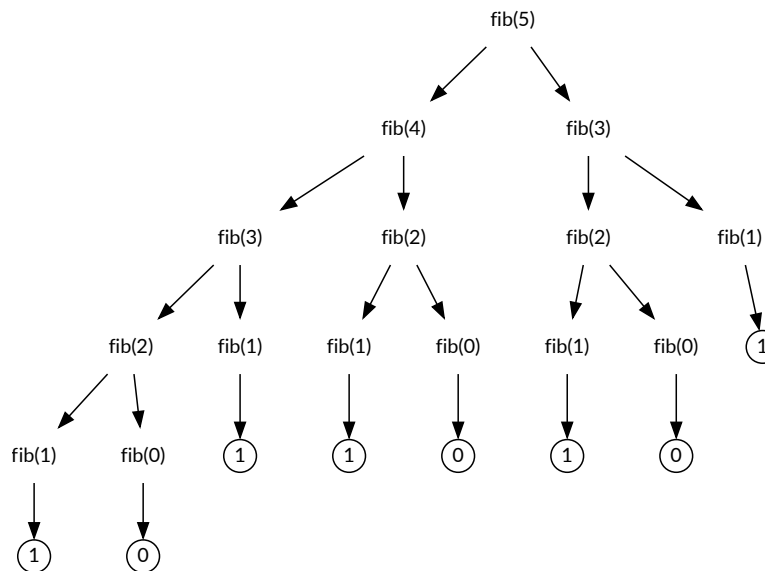 fib(5)
fib(4) fib(3)
fib(3) fib(2) fib(2) fib(1)
fib(2) fib(1) fib(1) fib(0) fib(1) fib(0) 1
fib(1) fib(0) 1 1 0 1 0
1 0